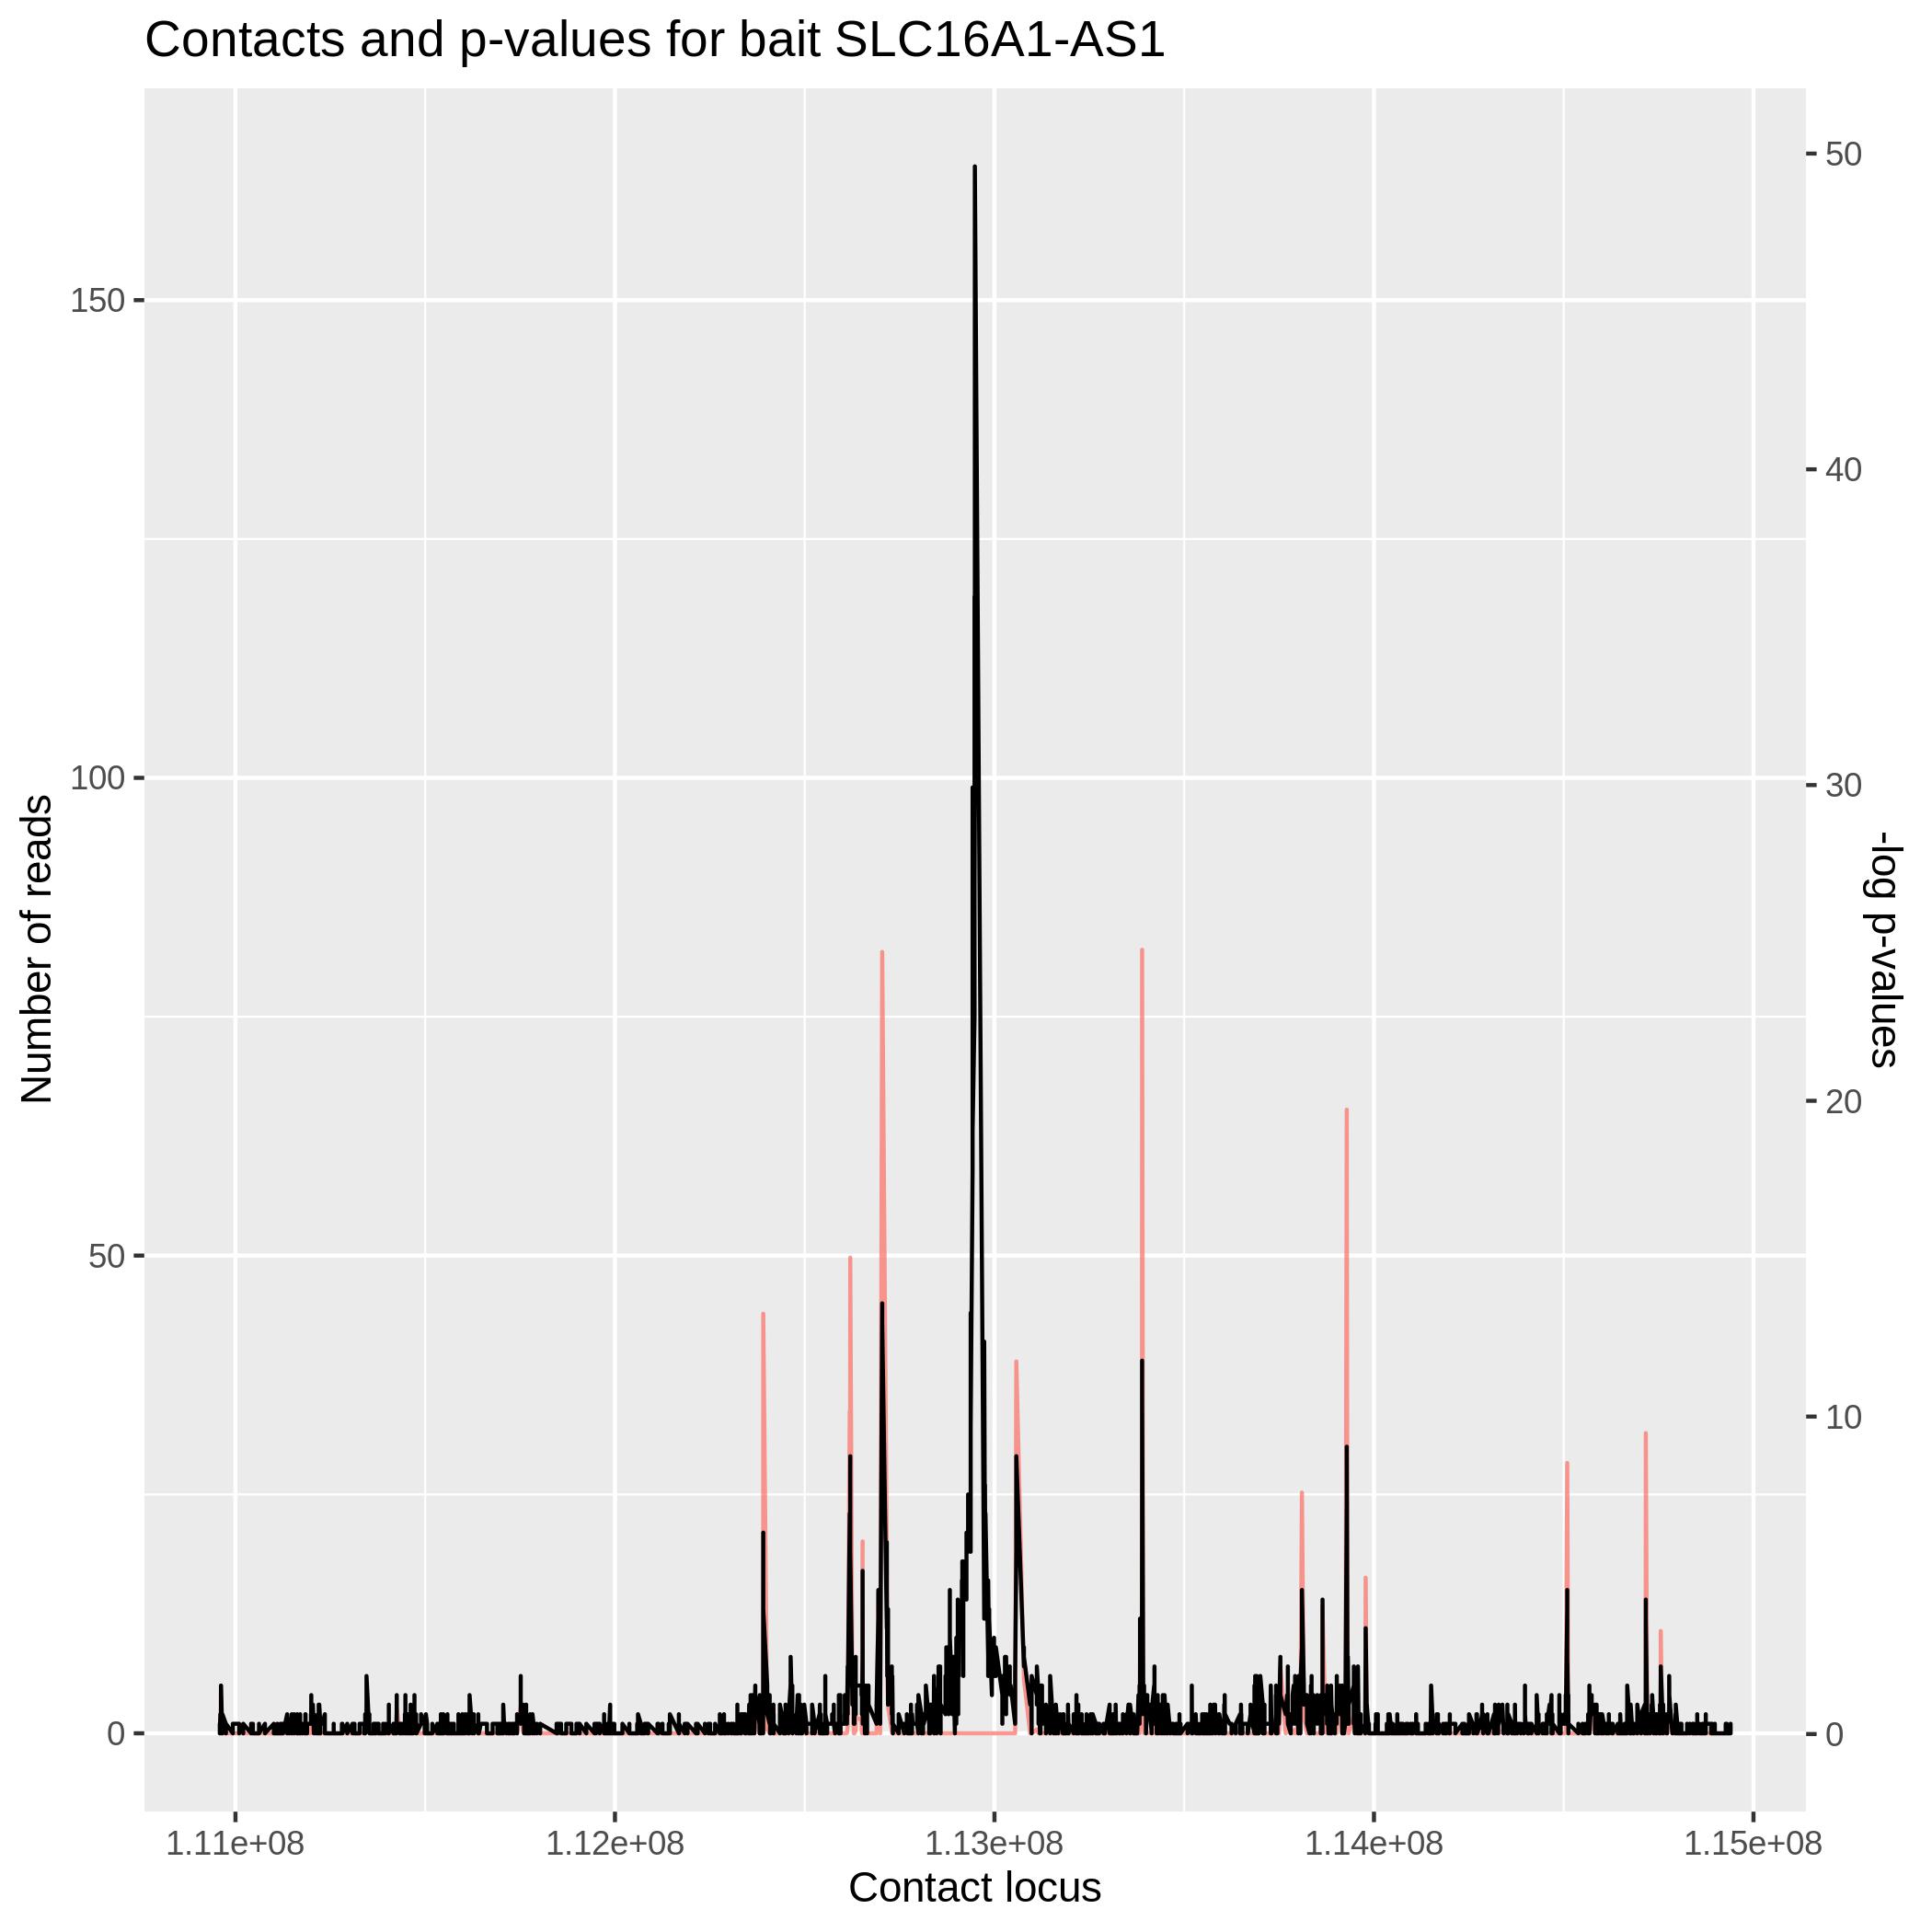 Contacts and p-values for bait SLC16A1-AS1
150
100
50
0
Number of reads
50
40
30
20
10
0
-log p-values
1.11e+08
1.12e+08
1.13e+08
1.14e+08
1.15e+08
Contact locus